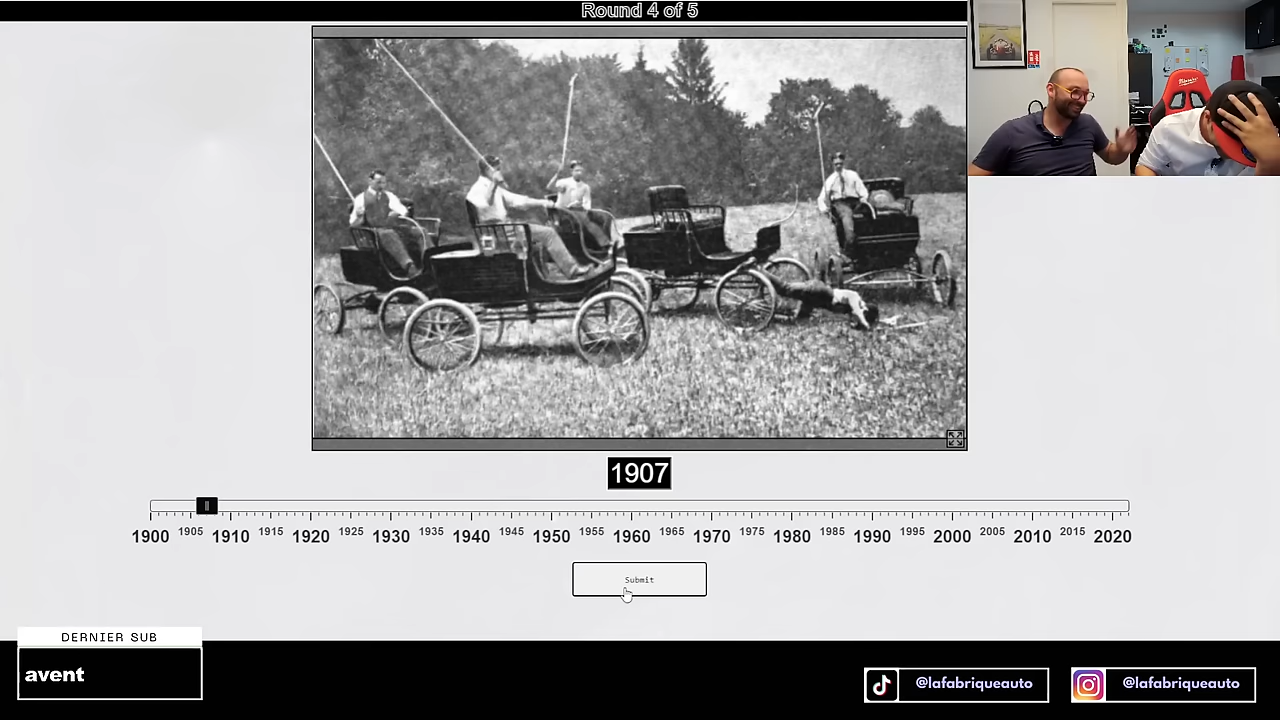 Round 4 of 5
1907
1900 1905 1910 1915 1920 1925 1930 1935 1940 1945 1950 1955 1960 1965 1970 1975 1980 1985 1990 1995 2000 2005 2010 2015 2020
Submit
DERNIER SUB
avent
@lafabriqueauto
@lafabriqueauto